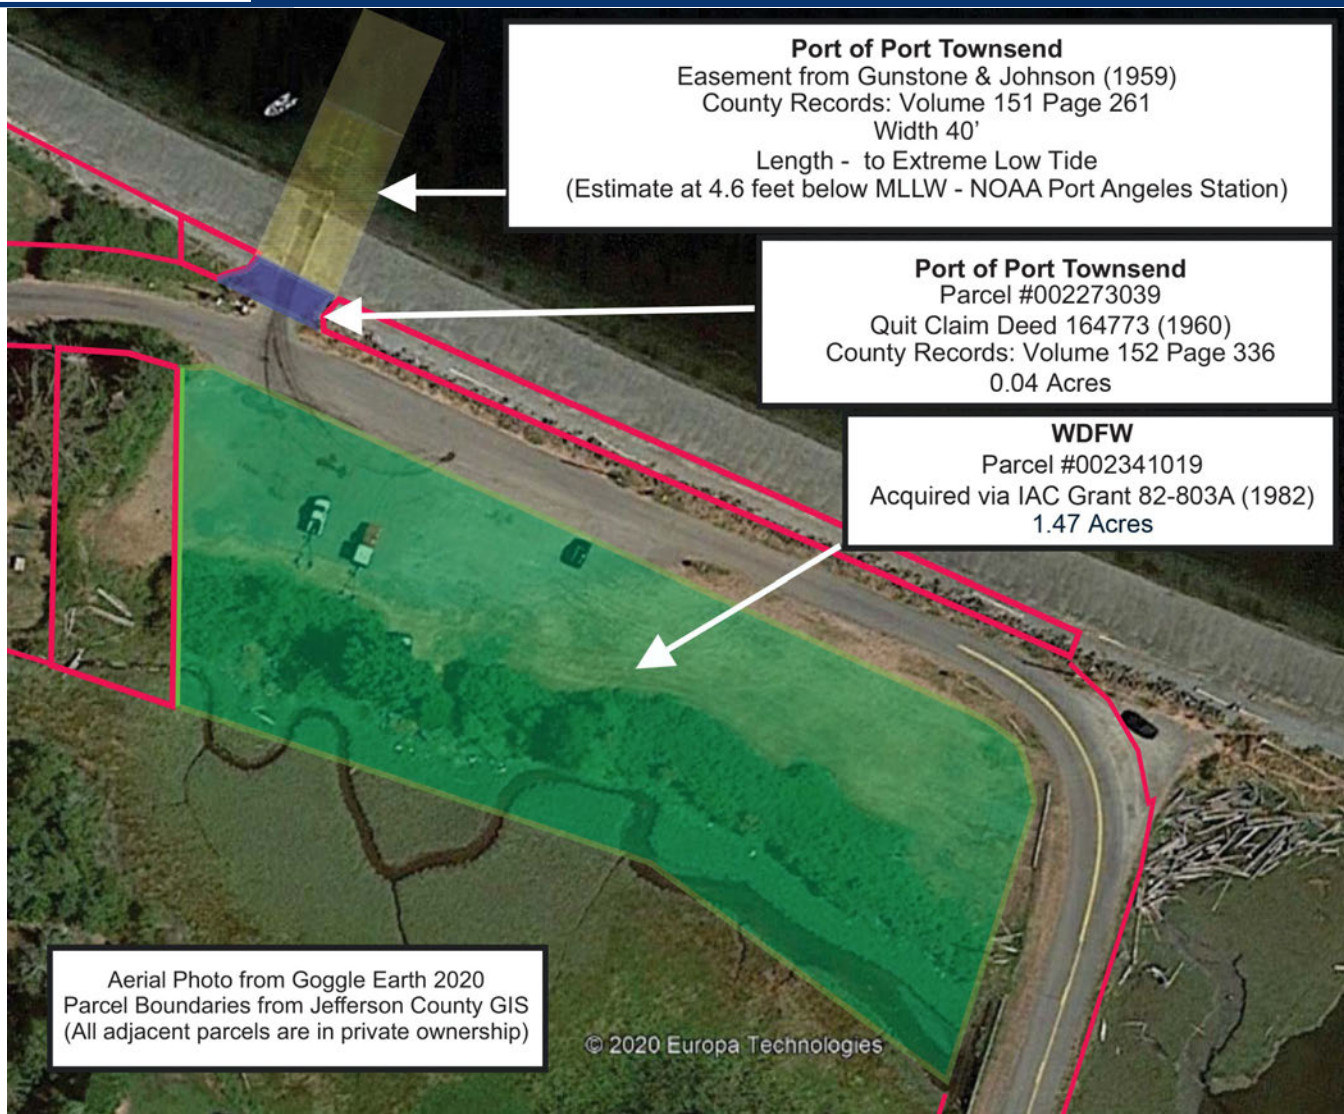 Port of Port Townsend
Easement from Gunstone & Johnson (1959)
County Records: Volume 151 Page 261
Width 40’
Length - to Extreme Low Tide
(Estimate at 4.6 feet below MLLW - NOAA Port Angeles Station)
Port of Port Townsend
Parcel #002273039
Quit Claim Deed 164773 (1960)
County Records: Volume 152 Page 336
0.04 Acres
WDFW
Parcel #002341019
Acquired via IAC Grant 82-803A (1982)
1.47 Acres
Aerial Photo from Goggle Earth 2020
Parcel Boundaries from Jefferson County GIS
(All adjacent parcels are in private ownership)
© 2020 Europa Technologies